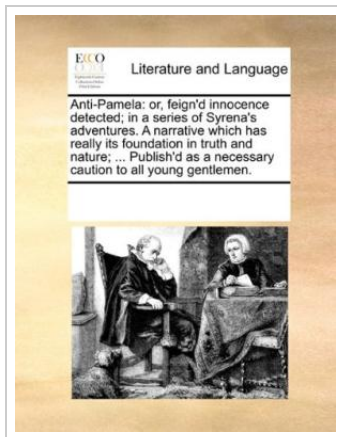 ECCO
Literature and Language
Anti-Pamela: or, feign'd innocence
detected; in a series of Syrena's
adventures. A narrative which has
really its foundation in truth and
nature; ... Publish'd as a necessary
caution to all young gentlemen.